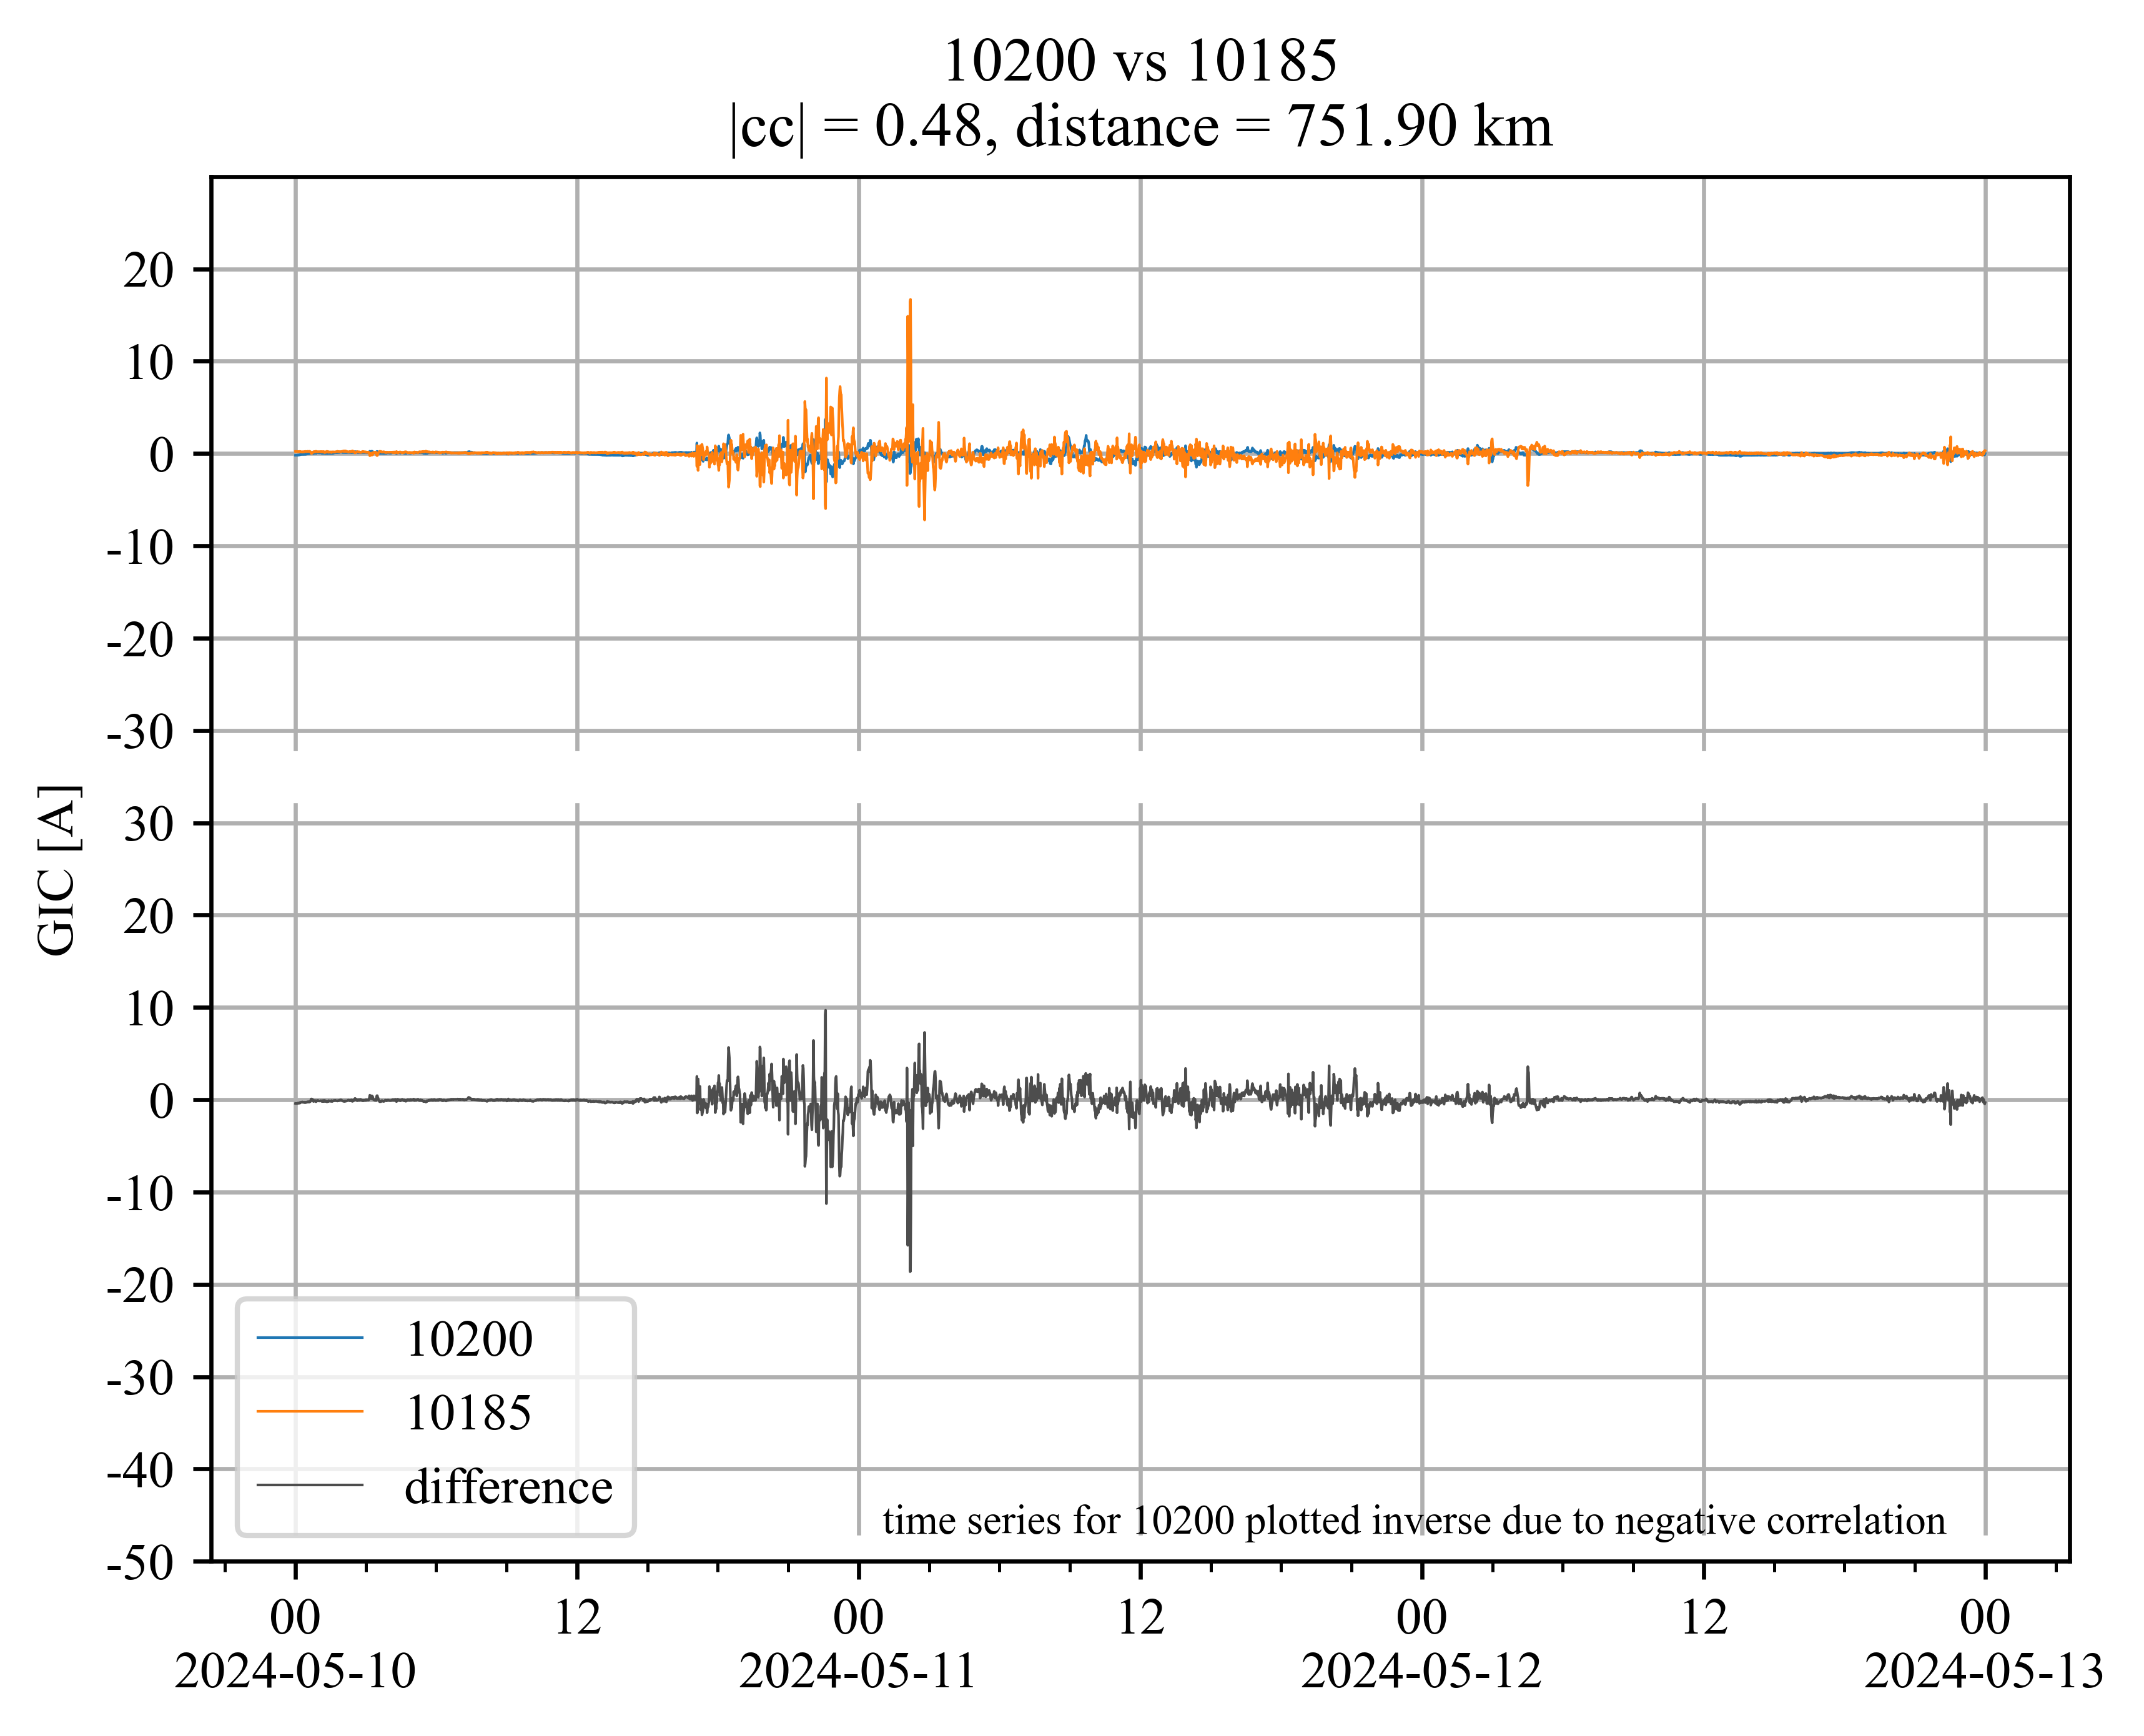 10200 vs 10185
|cc| = 0.48, distance = 751.90 km
20
10
0
-10
-20
-30
GIC [A]
30
20
10
0
-10
-20
-30
-40
-50
10200
10185
difference
time series for 10200 plotted inverse due to negative correlation
00 12 00 12 00 12 00
2024-05-10 2024-05-11 2024-05-12 2024-05-13